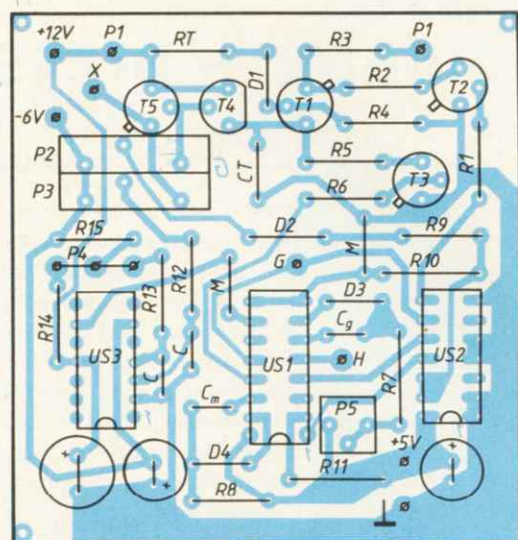 +12V P1 RT R3 P1
X D1 R2 T2
T5 T4 T1
-6V R4
P2 CT R5 R1
P3 R6 T3
R15 D2 M R9
P4 R13 R12 M G R10
R14 D3
US3 US1 Cg US2
C C H R7
Cm P5
D4 +5V
+ + R11 +
R8